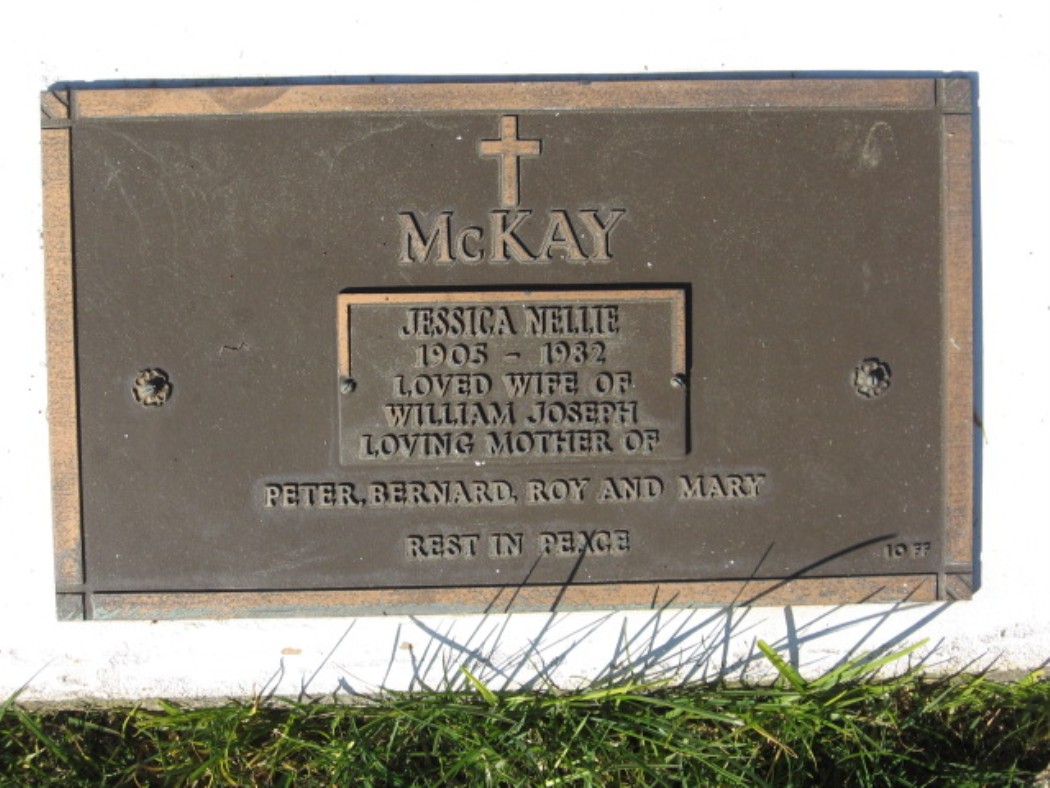 McKAY
JESSICA NELLIE
1905 - 1982
LOVED WIFE OF
WILLIAM JOSEPH
LOVING MOTHER OF
PETER, BERNARD, ROY AND MARY
REST IN PEACE
10 FF